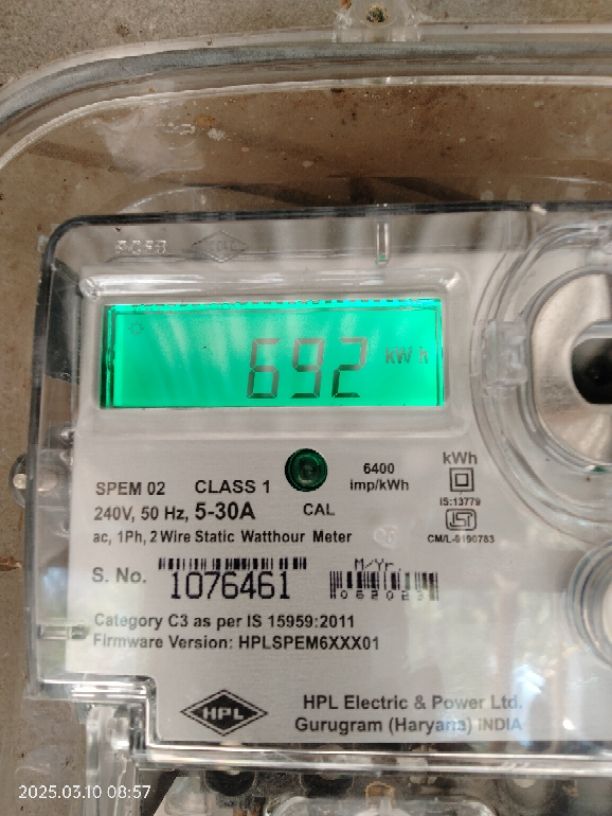 692 kWh
kWh
SPEM 02 CLASS 1
6400
imp/kWh
IS:13779
240V, 50 Hz, 5-30A CAL
ac, 1Ph, 2 Wire Static Watthour Meter
S. No. 1076461
M/Yr.
062023
Category C3 as per IS 15959:2011
Firmware Version: HPLSPEM6XXX01
HPL
HPL Electric & Power Ltd.
Gurugram (Haryana) INDIA
2025.03.10 08:57